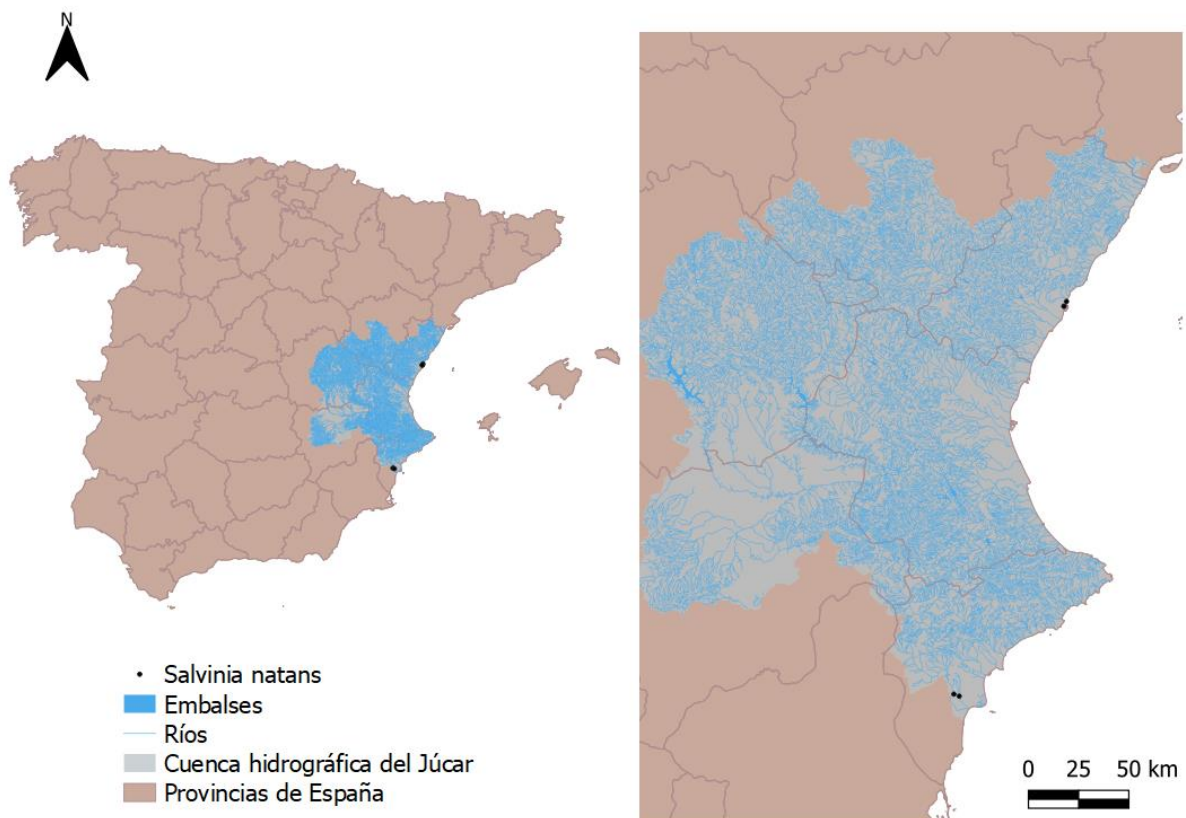 N
Salvinia natans
Embalses
Ríos
Cuenca hidrográfica del Júcar
Provincias de España
0 25 50 km